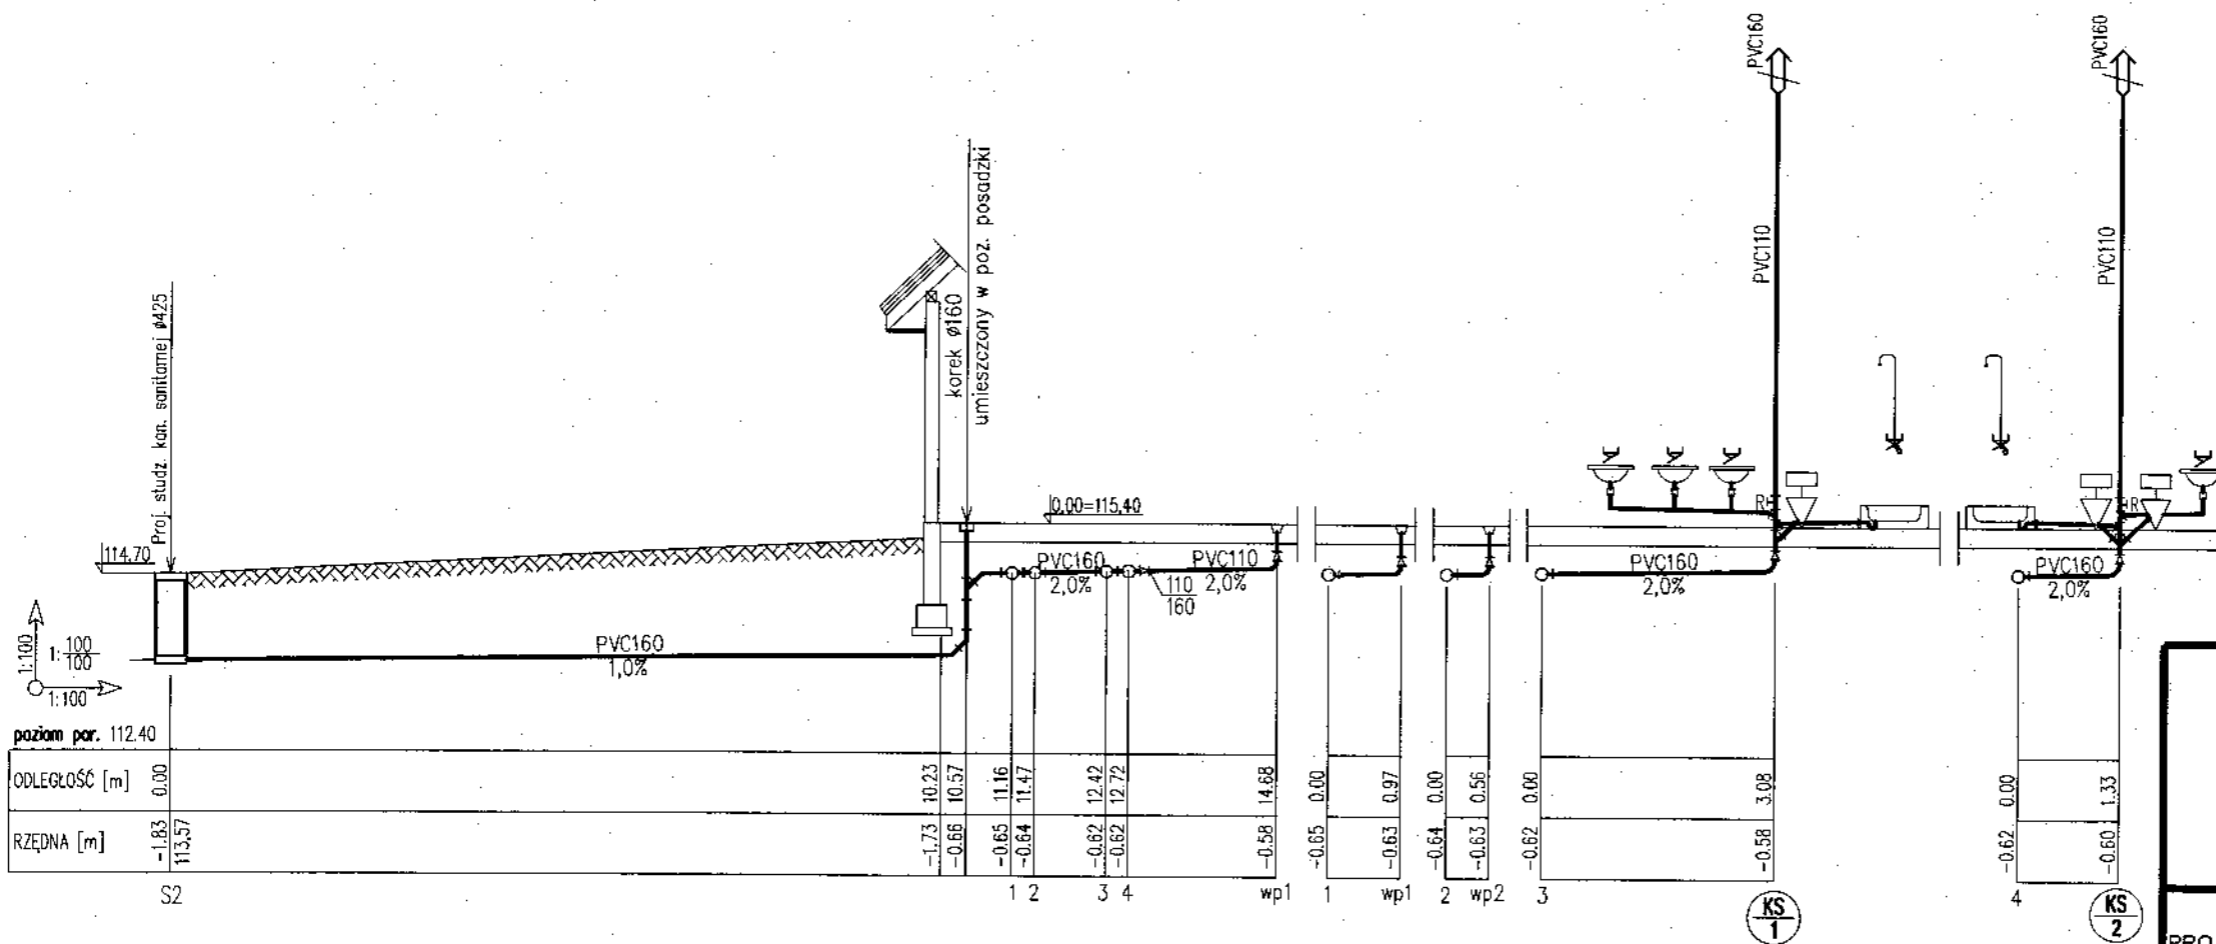 PVC160
PVC160
PVC110
PVC110
Proj. studz. kan. sanitarnej ø425
korek ø160
umieszczony w poz. posadzki
0.00=115.40
114.70
PVC160
2,0%
PVC110
2,0%
110
160
PVC160
2,0%
PVC160
2,0%
R
R
PVC160
1,0%
1:100
1:100
100
1:100
poziom por. 112.40
ODLEGŁOŚĆ [m] 0.00 10.23 10.57 11.16 11.47 12.42 12.72 14.68 0.00 0.97 0.00 0.56 0.00 3.08 0.00 1.33
RZĘDNA [m] -1.83 113.57 -1.73 -0.66 -0.65 -0.64 -0.62 -0.62 -0.58 -0.65 -0.63 -0.64 -0.63 -0.62 -0.58 -0.62 -0.60
S2 1 2 3 4 wp1 1 wp1 2 wp2 3 KS 1 4 KS 2
PRO